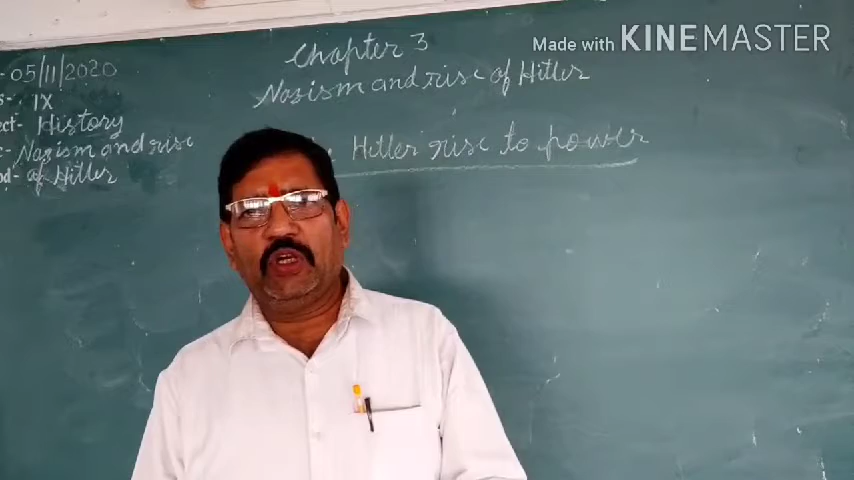 Made with KINEMASTER
Chapter 3
Nazism and rise of Hitler
Hitler rise to power
05/11/2020
IX
History
Nazism and rise
of Hitler